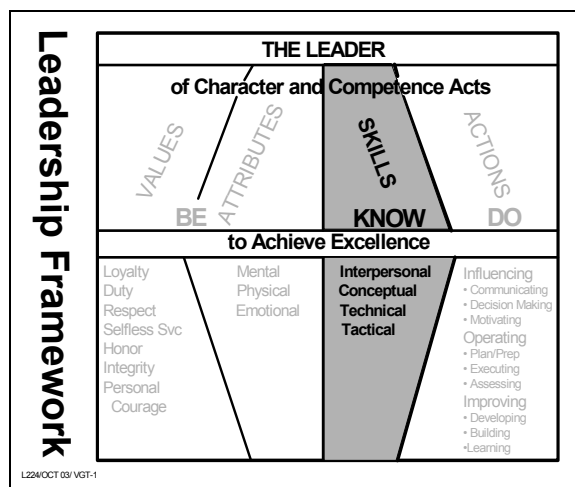 Leadership Framework
THE LEADER
of Character and Competence Acts
VALUES
ATTRIBUTES
SKILLS
ACTIONS
BE
KNOW
DO
to Achieve Excellence
Loyalty
Duty
Respect
Selfless Svc
Honor
Integrity
Personal
Courage
Mental
Physical
Emotional
Interpersonal
Conceptual
Technical
Tactical
Influencing
• Communicating
• Decision Making
• Motivating
Operating
• Plan/Prep
• Executing
• Assessing
Improving
• Developing
• Building
•Learning
L224/OCT 03/ VGT-1